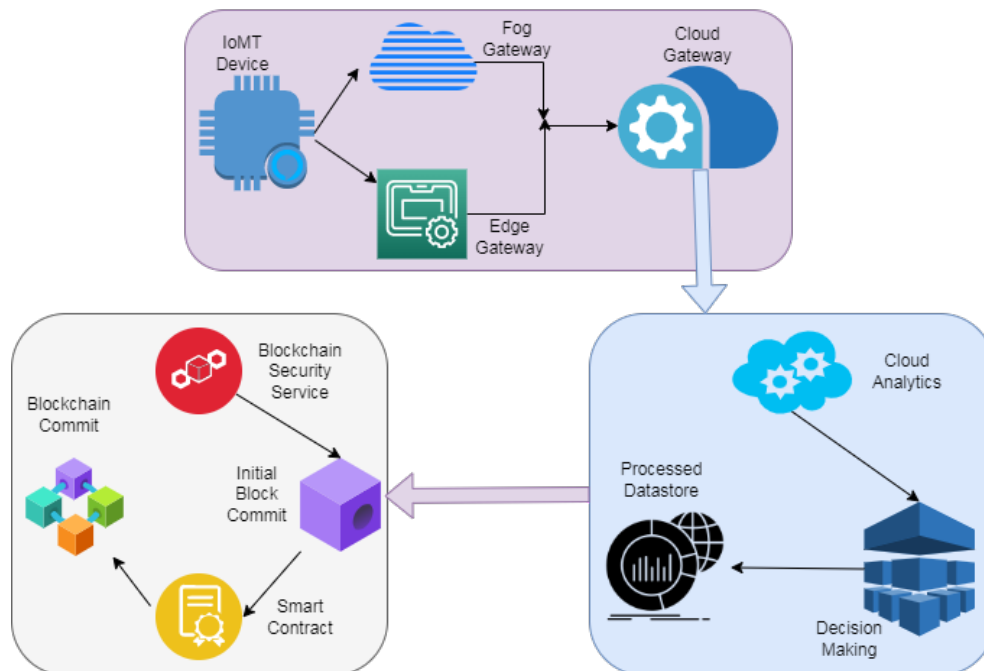 IoMT
Device
Fog
Gateway
Cloud
Gateway
Edge
Gateway
Blockchain
Security
Service
Blockchain
Commit
Initial
Block
Commit
Smart
Contract
Cloud
Analytics
Processed
Datastore
Decision
Making